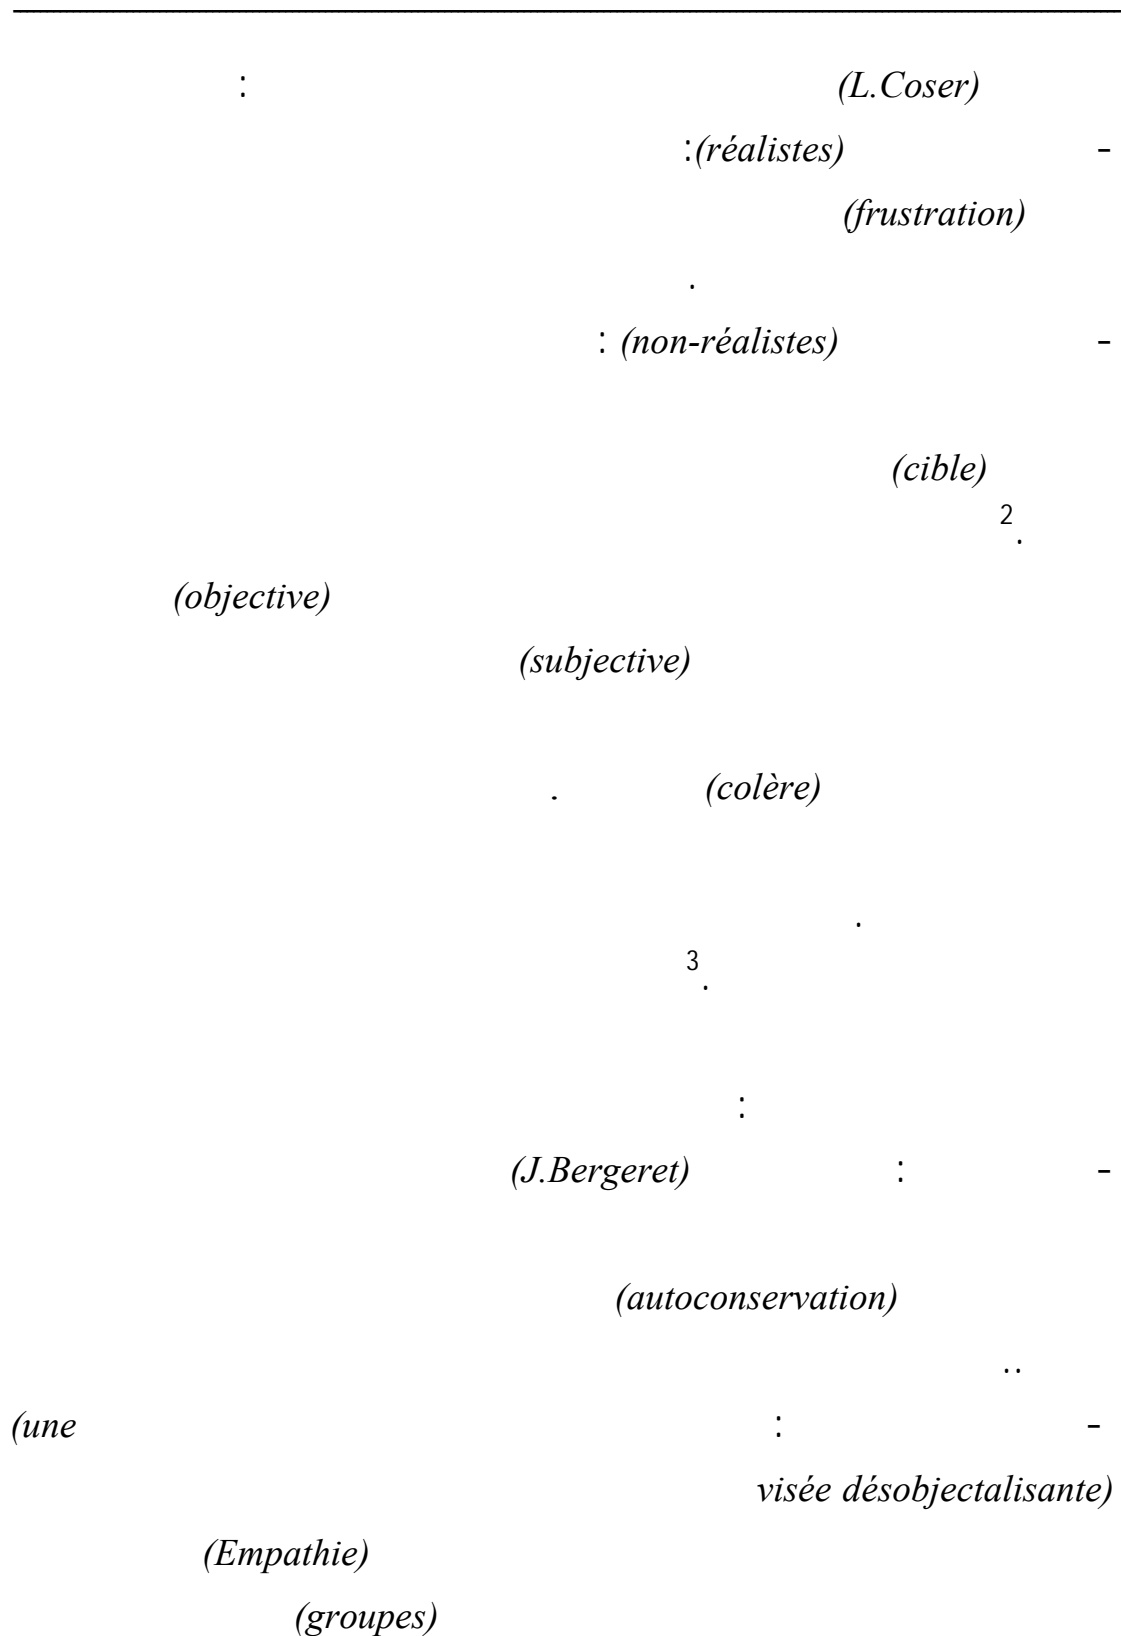 : (L.Coser)
- (réalistes):
(frustration)
.
- (non-réalistes) :
(cible)
2.
(objective)
(subjective)
(colère) .
.
3.
:
- : (J.Bergeret)
(autoconservation)
..
- : (une
visée désobjectalisante)
(Empathie)
(groupes)